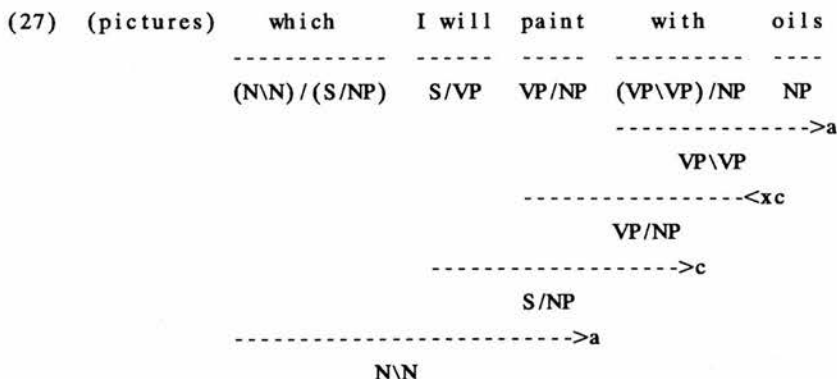 (27) (pictures) which I will paint with oils
------------ ------ ----- ---------- ----
(N\N)/(S/NP) S/VP VP/NP (VP\VP)/NP NP
--------------->a
VP\VP
-----------------<xc
VP/NP
------------------->c
S/NP
--------------------------->a
N\N